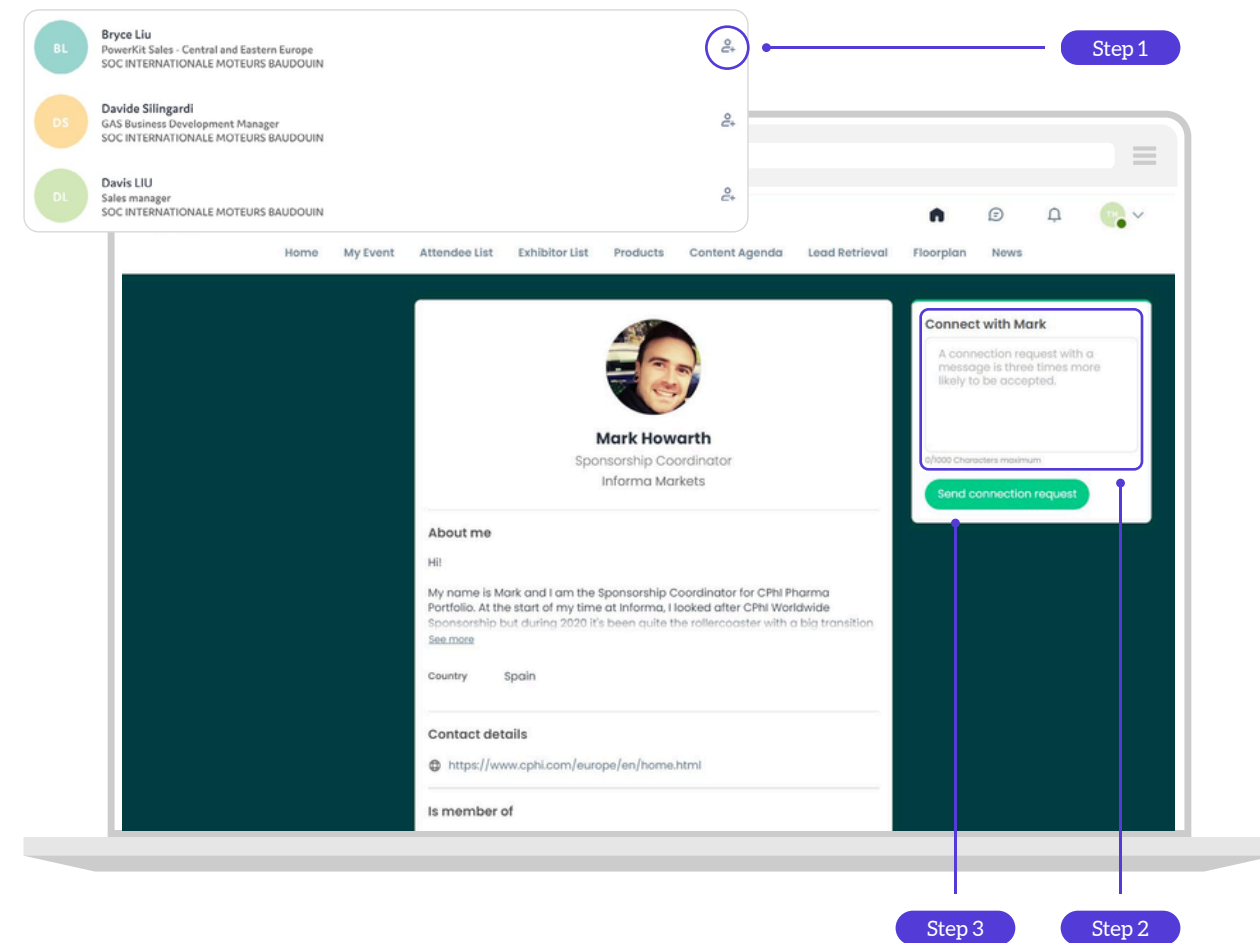 BL
Bryce Liu
PowerKit Sales - Central and Eastern Europe
SOC INTERNATIONALE MOTEURS BAUDOUIN
Step 1
DS
Davide Silingardi
GAS Business Development Manager
SOC INTERNATIONALE MOTEURS BAUDOUIN
DL
Davis LIU
Sales manager
SOC INTERNATIONALE MOTEURS BAUDOUIN
TH
Home My Event Attendee List Exhibitor List Products Content Agenda Lead Retrieval Floorplan News
Mark Howarth
Sponsorship Coordinator
Informa Markets
About me
Hi!
My name is Mark and I am the Sponsorship Coordinator for CPhI Pharma
Portfolio. At the start of my time at Informa, I looked after CPhI Worldwide
Sponsorship but during 2020 it's been quite the rollercoaster with a big transition
See more
Country Spain
Contact details
https://www.cphi.com/europe/en/home.html
Is member of
Connect with Mark
A connection request with a
message is three times more
likely to be accepted.
0/1000 Characters maximum
Send connection request
Step 3
Step 2